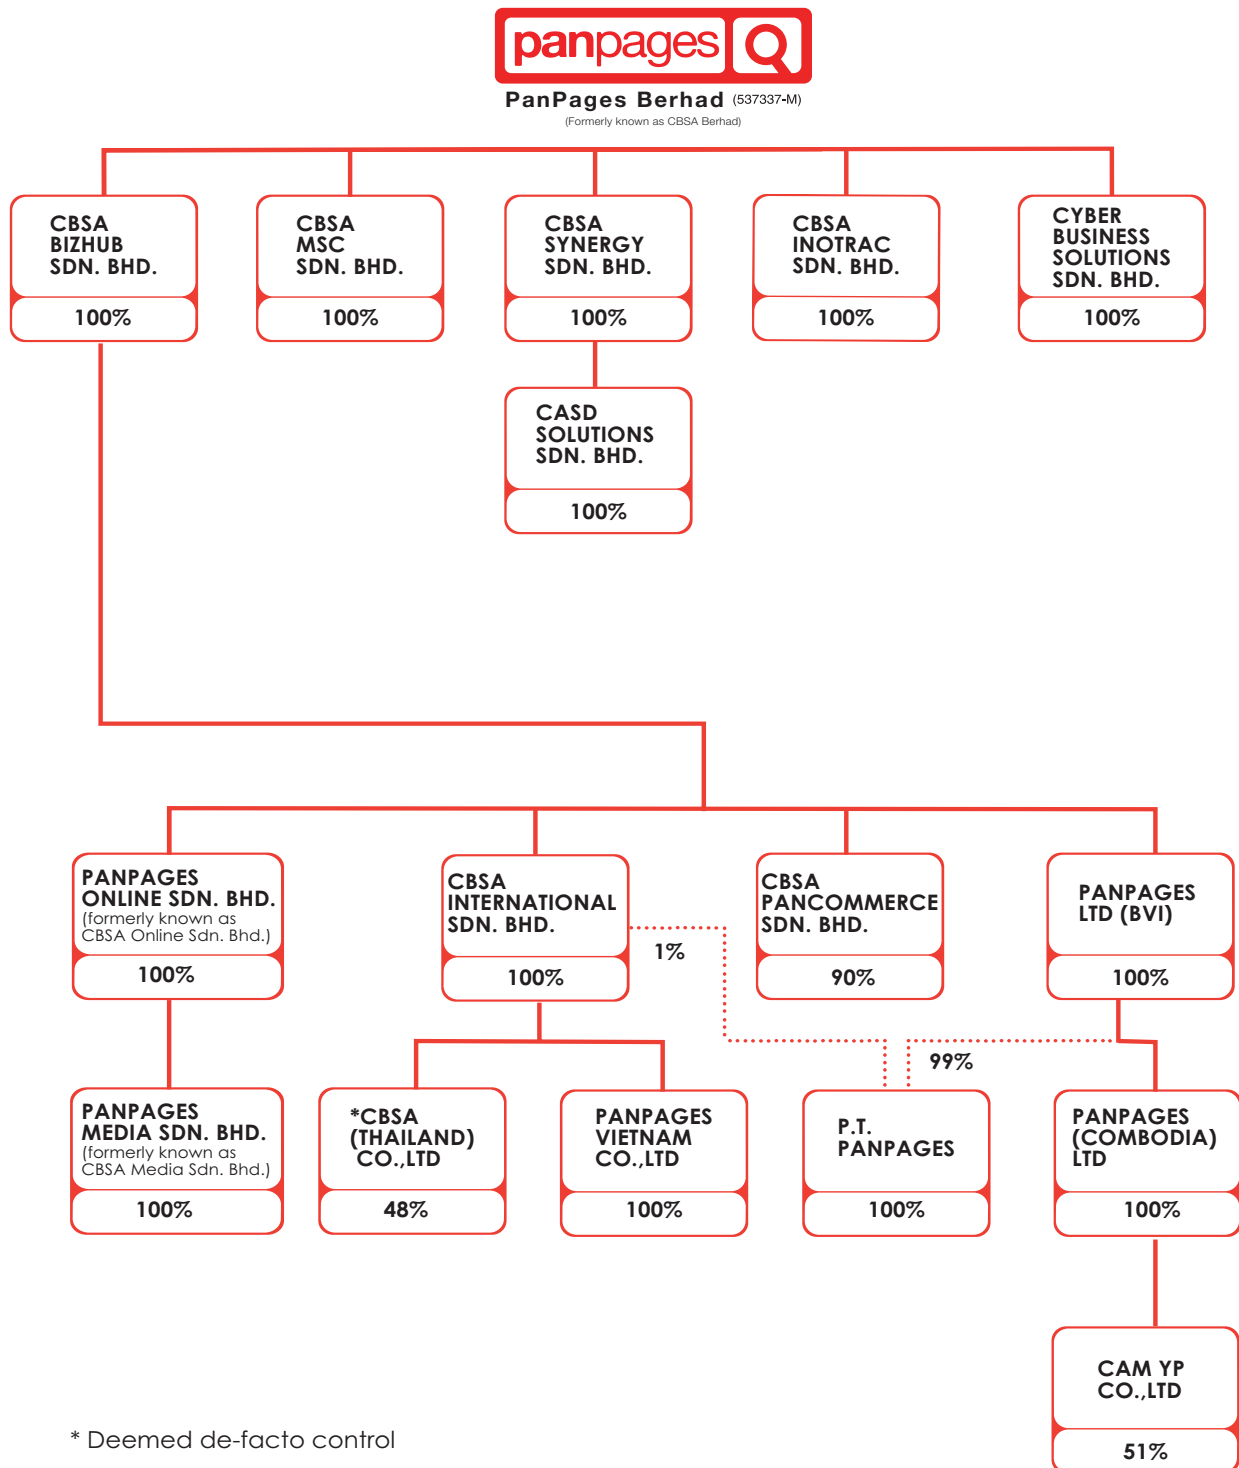 panpages
PanPages Berhad (537337-M)
(Formerly known as CBSA Berhad)
CBSA
BIZHUB
SDN. BHD.
100%
CBSA
MSC
SDN. BHD.
100%
CBSA
SYNERGY
SDN. BHD.
100%
CBSA
INOTRAC
SDN. BHD.
100%
CYBER
BUSINESS
SOLUTIONS
SDN. BHD.
100%
CASD
SOLUTIONS
SDN. BHD.
100%
PANPAGES
ONLINE SDN. BHD.
(formerly known as
CBSA Online Sdn. Bhd.)
100%
CBSA
INTERNATIONAL
SDN. BHD.
100%
1%
CBSA
PANCOMMERCE
SDN. BHD.
90%
PANPAGES
LTD (BVI)
100%
99%
PANPAGES
MEDIA SDN. BHD.
(formerly known as
CBSA Media Sdn. Bhd.)
100%
*CBSA
(THAILAND)
CO.,LTD
48%
PANPAGES
VIETNAM
CO.,LTD
100%
P.T.
PANPAGES
100%
PANPAGES
(COMBODIA)
LTD
100%
CAM YP
CO.,LTD
51%
* Deemed de-facto control